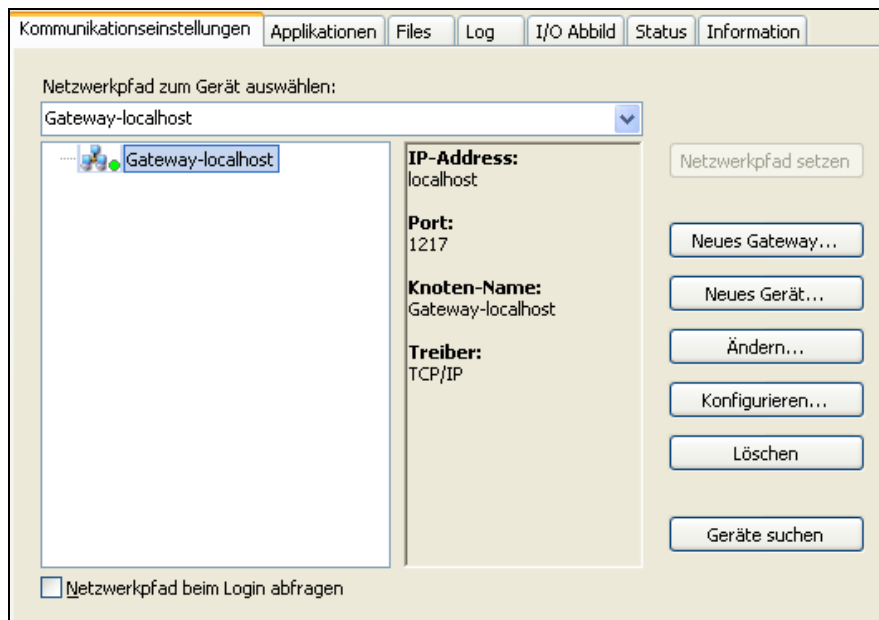 Kommunikationseinstellungen Applikationen Files Log I/O Abbild Status Information
Netzwerkpfad zum Gerät auswählen:
Gateway-localhost
Gateway-localhost
IP-Address:
localhost
Port:
1217
Knoten-Name:
Gateway-localhost
Treiber:
TCP/IP
Netzwerkpfad setzen
Neues Gateway...
Neues Gerät...
Ändern...
Konfigurieren...
Löschen
Geräte suchen
Netzwerkpfad beim Login abfragen